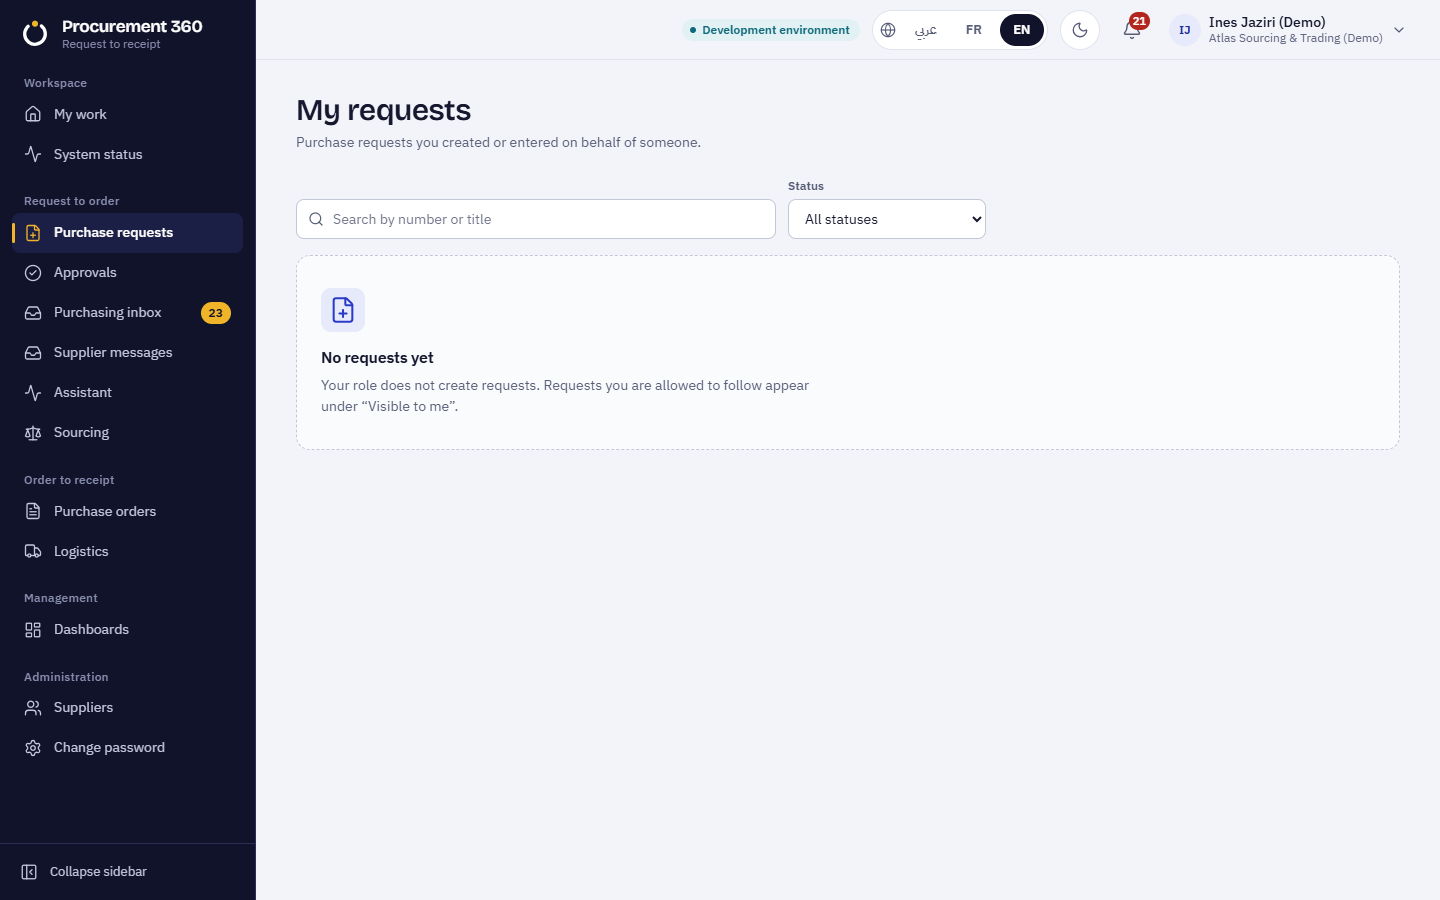 Procurement 360
Request to receipt
Workspace
My work
System status
Request to order
Purchase requests
Approvals
Purchasing inbox 23
Supplier messages
Assistant
Sourcing
Order to receipt
Purchase orders
Logistics
Management
Dashboards
Administration
Suppliers
Change password
Collapse sidebar
Development environment
عربي FR EN
21
IJ
Ines Jaziri (Demo)
Atlas Sourcing & Trading (Demo)
My requests
Purchase requests you created or entered on behalf of someone.
Status
Search by number or title
All statuses
No requests yet
Your role does not create requests. Requests you are allowed to follow appear
under “Visible to me”.